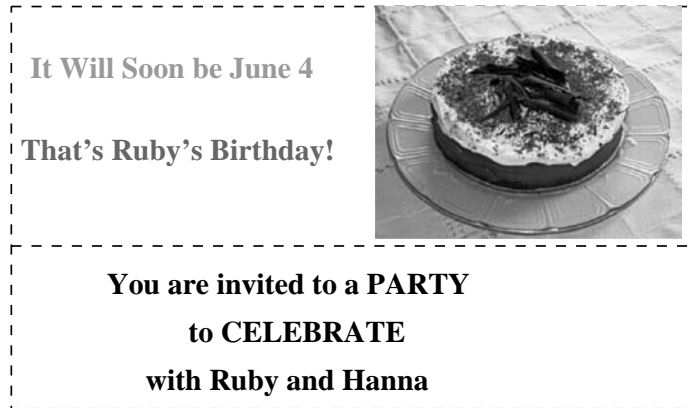 It Will Soon be June 4
That’s Ruby’s Birthday!
You are invited to a PARTY
to CELEBRATE
with Ruby and Hanna